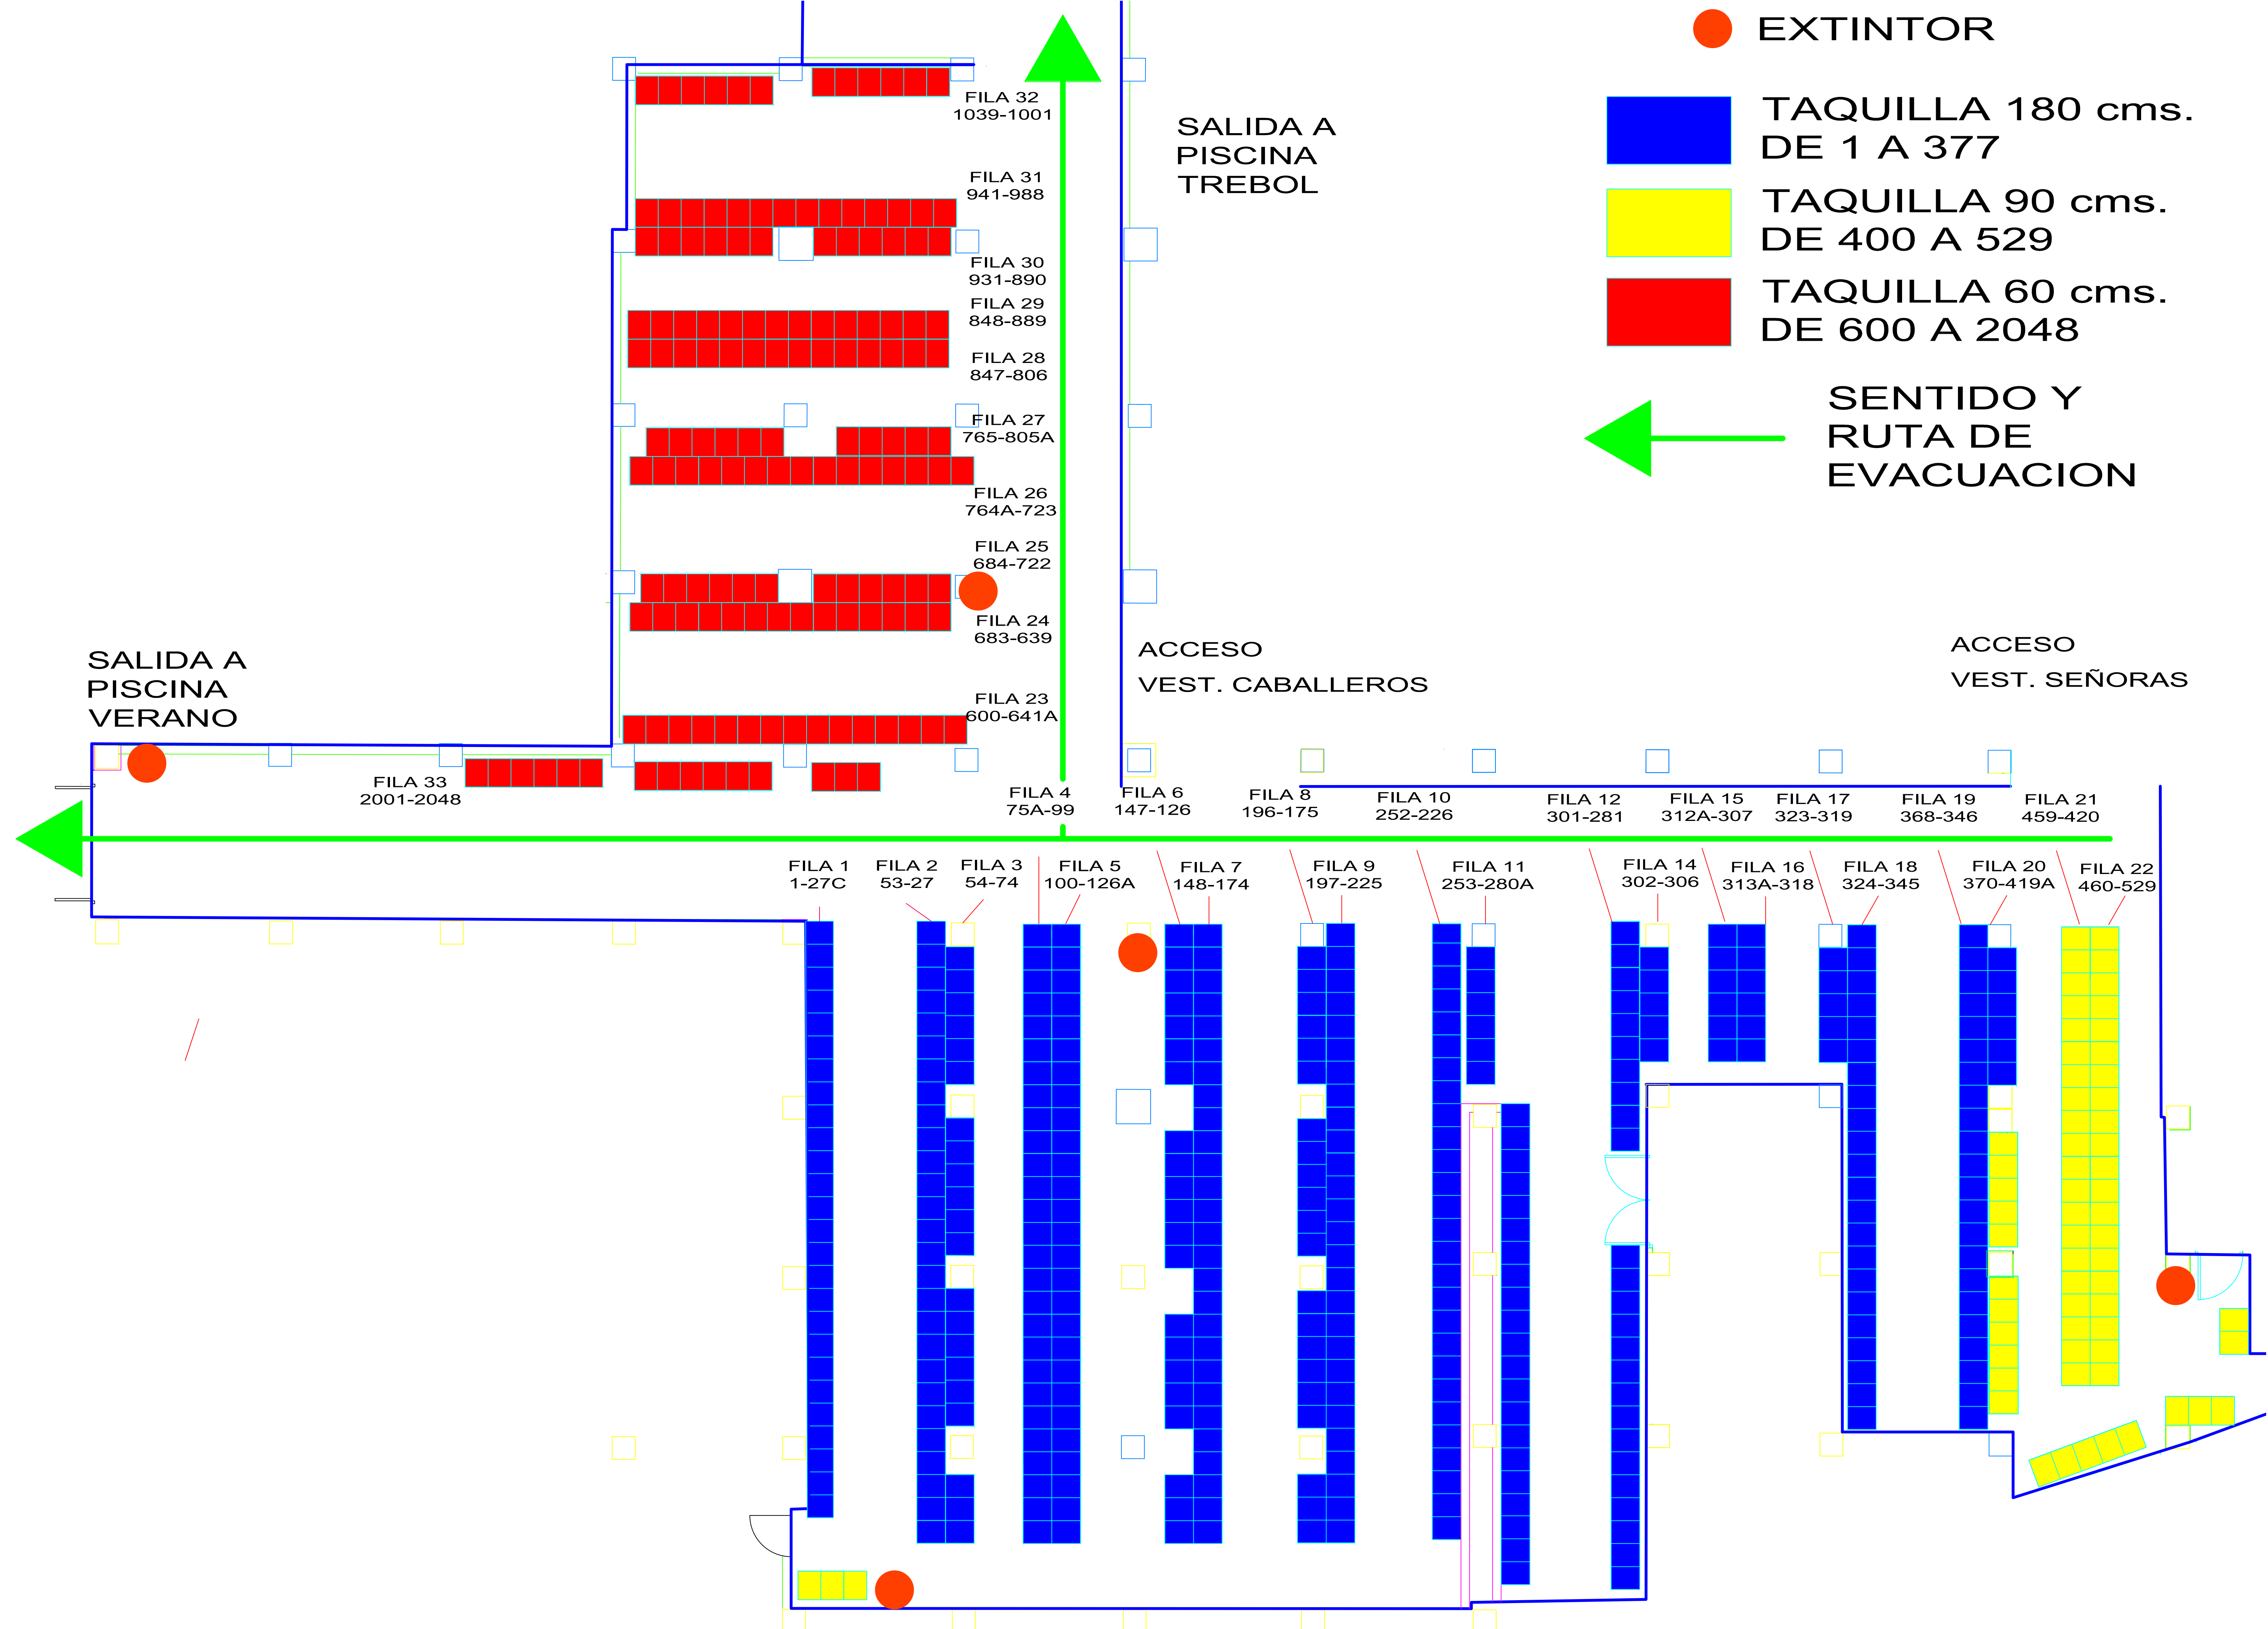 EXTINTOR
TAQUILLA 180 cms.
DE 1 A 377
TAQUILLA 90 cms.
DE 400 A 529
TAQUILLA 60 cms.
DE 600 A 2048
SENTIDO Y
RUTA DE
EVACUACION
SALIDA A
PISCINA
TREBOL
FILA 32
1039-1001
FILA 31
941-988
FILA 30
931-890
FILA 29
848-889
FILA 28
847-806
FILA 27
765-805A
FILA 26
764A-723
FILA 25
684-722
FILA 24
683-639
FILA 23
600-641A
ACCESO
VEST. CABALLEROS
ACCESO
VEST. SEÑORAS
SALIDA A
PISCINA
VERANO
FILA 33
2001-2048
FILA 4
75A-99
FILA 6
147-126
FILA 8
196-175
FILA 10
252-226
FILA 12
301-281
FILA 15
312A-307
FILA 17
323-319
FILA 19
368-346
FILA 21
459-420
FILA 1
1-27C
FILA 2
53-27
FILA 3
54-74
FILA 5
100-126A
FILA 7
148-174
FILA 9
197-225
FILA 11
253-280A
FILA 14
302-306
FILA 16
313A-318
FILA 18
324-345
FILA 20
370-419A
FILA 22
460-529